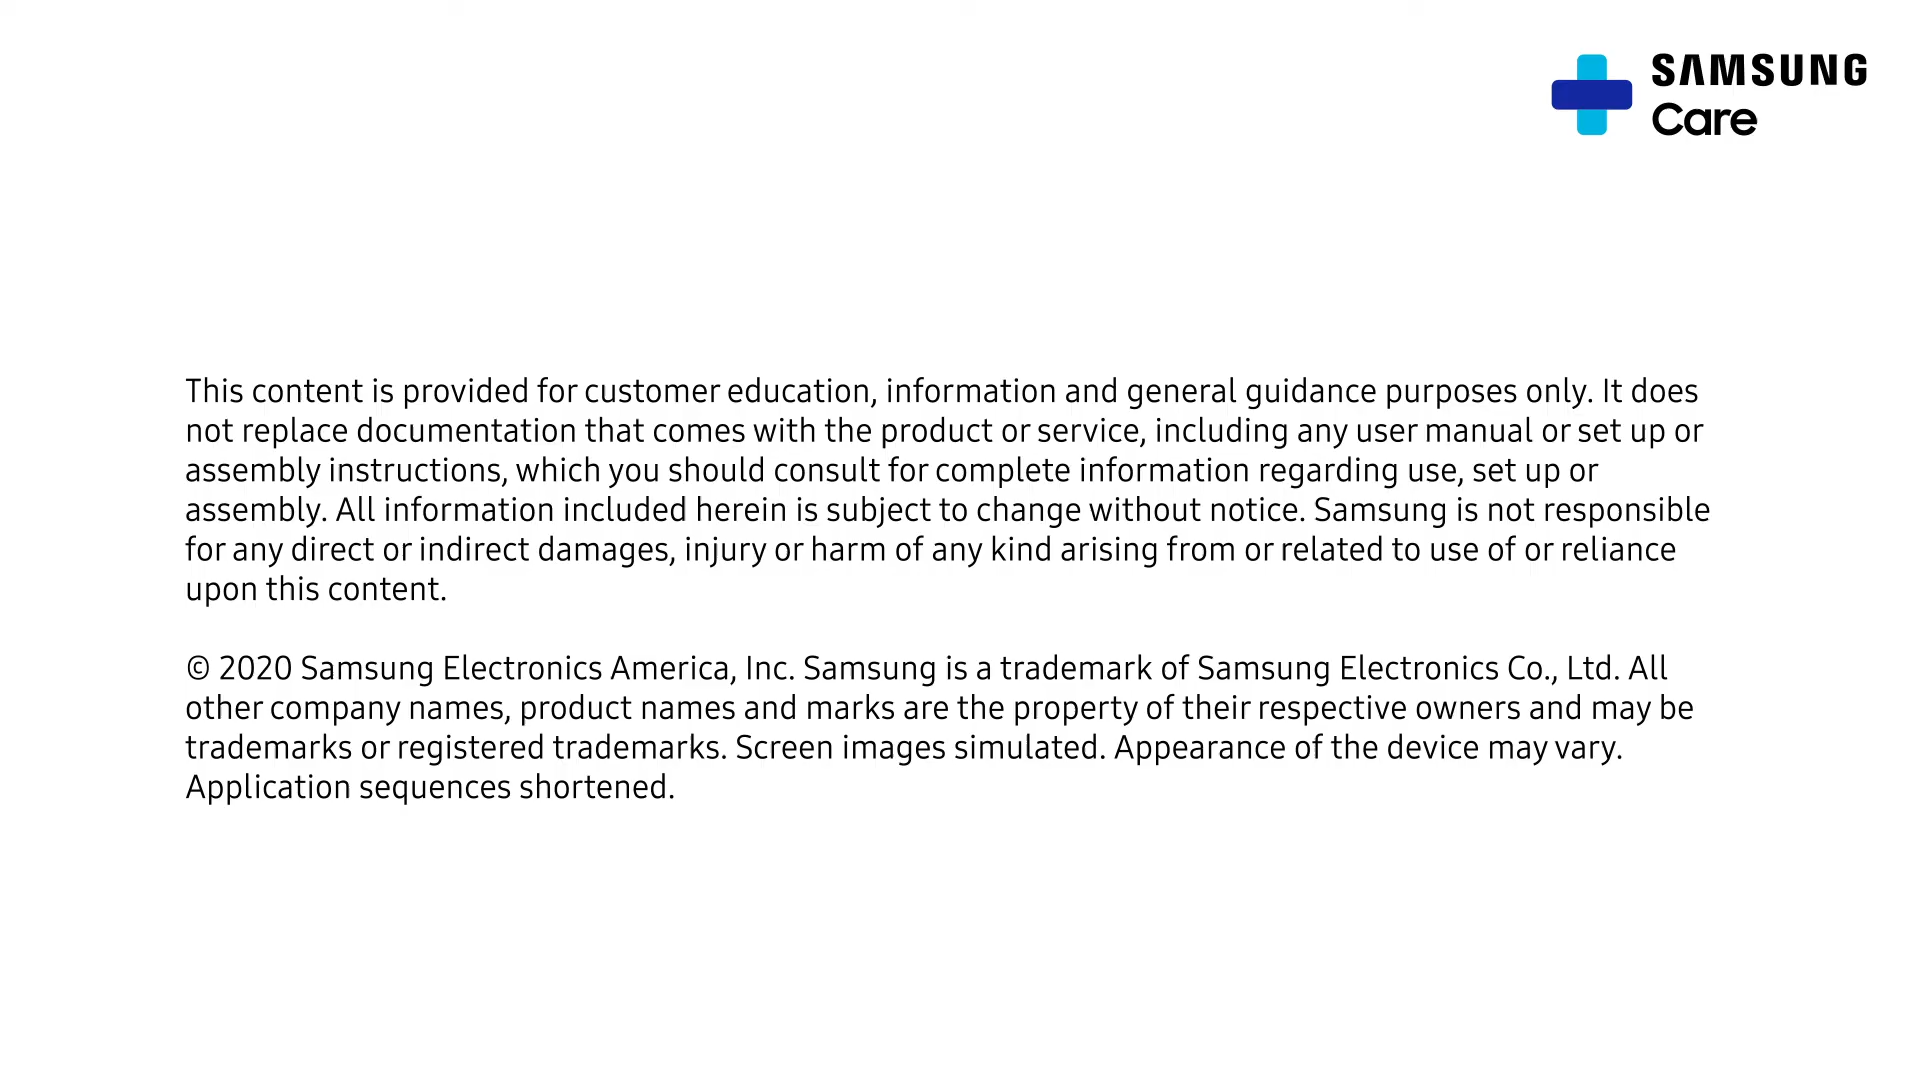 SAMSUNG
Care
This content is provided for customer education, information and general guidance purposes only. It does
not replace documentation that comes with the product or service, including any user manual or set up or
assembly instructions, which you should consult for complete information regarding use, set up or
assembly. All information included herein is subject to change without notice. Samsung is not responsible
for any direct or indirect damages, injury or harm of any kind arising from or related to use of or reliance
upon this content.
© 2020 Samsung Electronics America, Inc. Samsung is a trademark of Samsung Electronics Co., Ltd. All
other company names, product names and marks are the property of their respective owners and may be
trademarks or registered trademarks. Screen images simulated. Appearance of the device may vary.
Application sequences shortened.